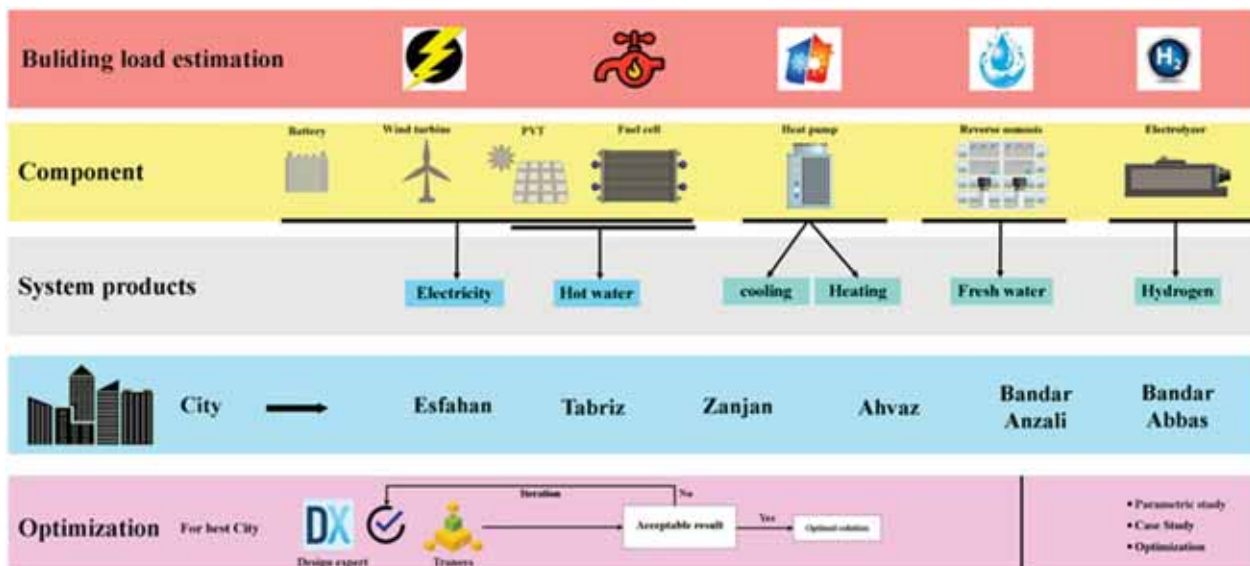 Buliding load estimation
H₂
Battery
Wind turbine
PVT
Fuel cell
Heat pump
Reverse osmosis
Electrolyzer
Component
System products
Electricity
Hot water
cooling
Heating
Fresh water
Hydrogen
City
Esfahan
Tabriz
Zanjan
Ahvaz
Bandar
Anzali
Bandar
Abbas
Optimization
For best City
DX
Design expert
Iteration
No
Trnsys
Acceptable result
Yes
Optimal solution
• Parametric study
• Case Study
• Optimization